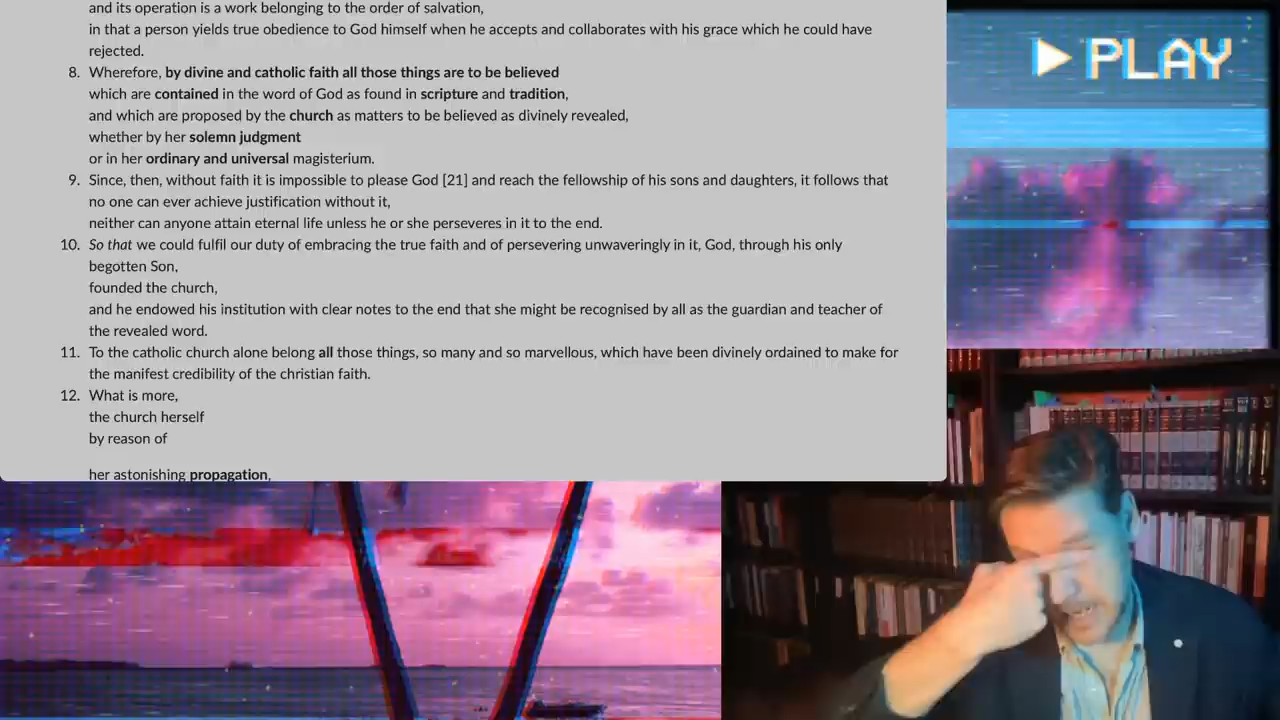 and its operation is a work belonging to the order of salvation,
in that a person yields true obedience to God himself when he accepts and collaborates with his grace which he could have
rejected.
8. Wherefore, by divine and catholic faith all those things are to be believed
which are contained in the word of God as found in scripture and tradition,
and which are proposed by the church as matters to be believed as divinely revealed,
whether by her solemn judgment
or in her ordinary and universal magisterium.
9. Since, then, without faith it is impossible to please God [21] and reach the fellowship of his sons and daughters, it follows that
no one can ever achieve justification without it,
neither can anyone attain eternal life unless he or she perseveres in it to the end.
10. So that we could fulfil our duty of embracing the true faith and of persevering unwaveringly in it, God, through his only
begotten Son,
founded the church,
and he endowed his institution with clear notes to the end that she might be recognised by all as the guardian and teacher of
the revealed word.
11. To the catholic church alone belong all those things, so many and so marvellous, which have been divinely ordained to make for
the manifest credibility of the christian faith.
12. What is more,
the church herself
by reason of
her astonishing propagation,
PLAY